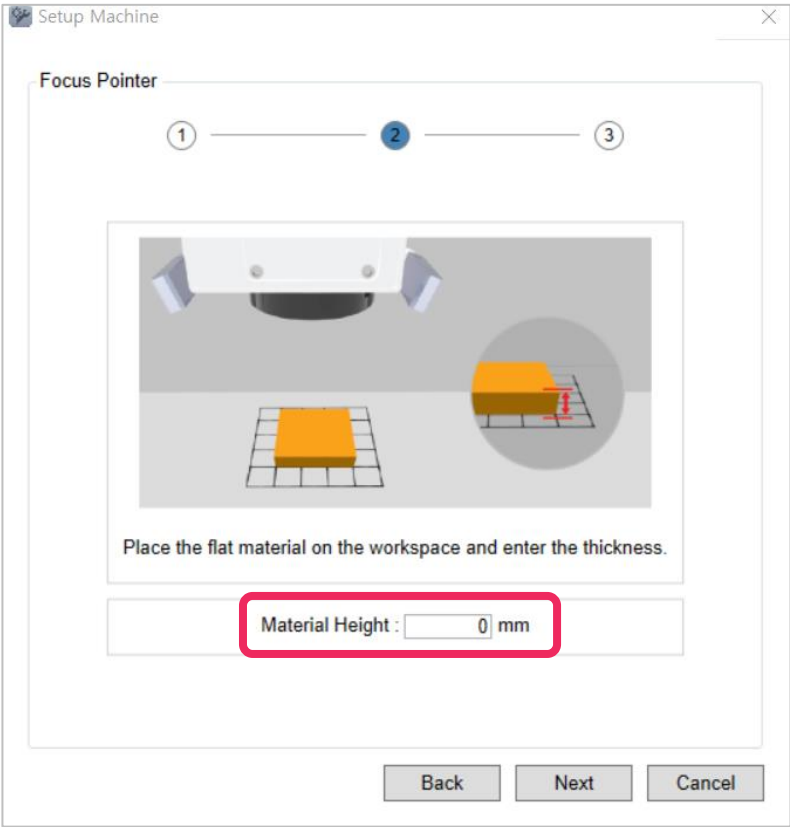 Setup Machine
Focus Pointer
1 2 3
Place the flat material on the workspace and enter the thickness.
Material Height : 0 mm
Back Next Cancel